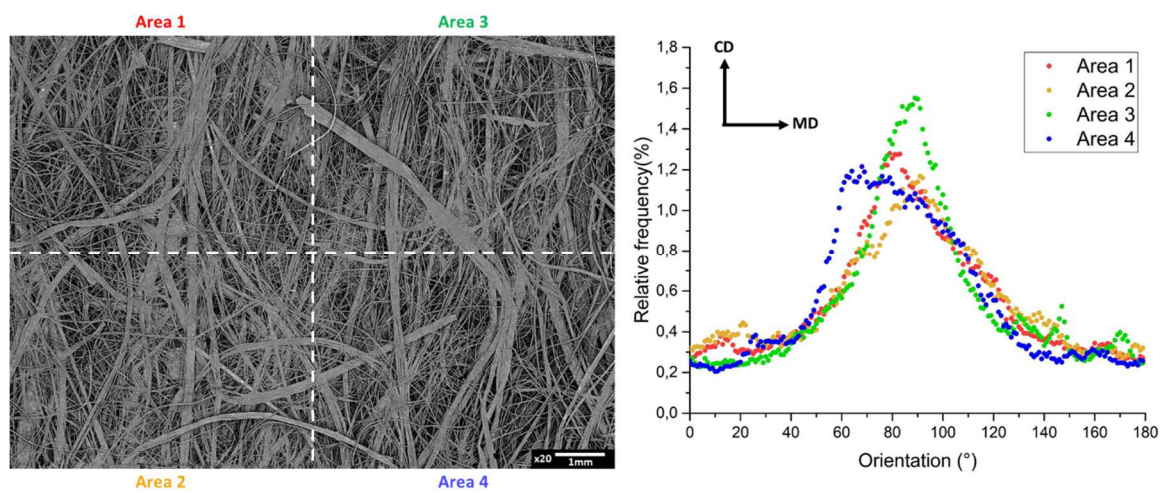 Area 1
Area 3
Area 2
Area 4
x20
1mm
CD
MD
Area 1
Area 2
Area 3
Area 4
Relative frequency(%)
1,8
1,6
1,4
1,2
1,0
0,8
0,6
0,4
0,2
0,0
0 20 40 60 80 100 120 140 160 180
Orientation (°)